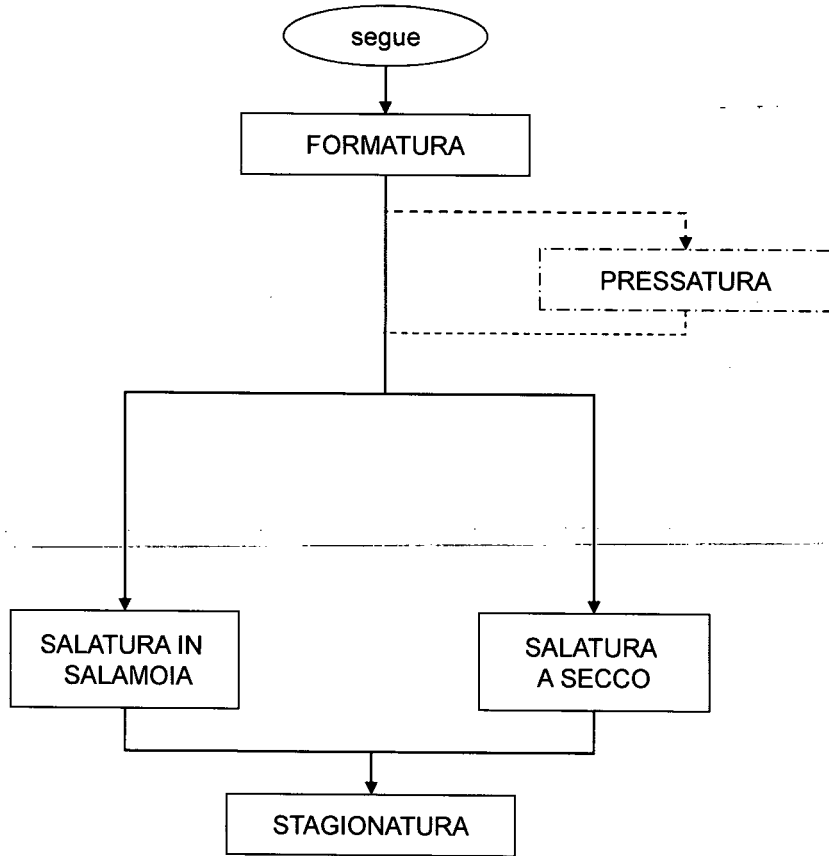 segue
FORMATURA
PRESSATURA
SALATURA IN
SALAMOIA
SALATURA
A SECCO
STAGIONATURA